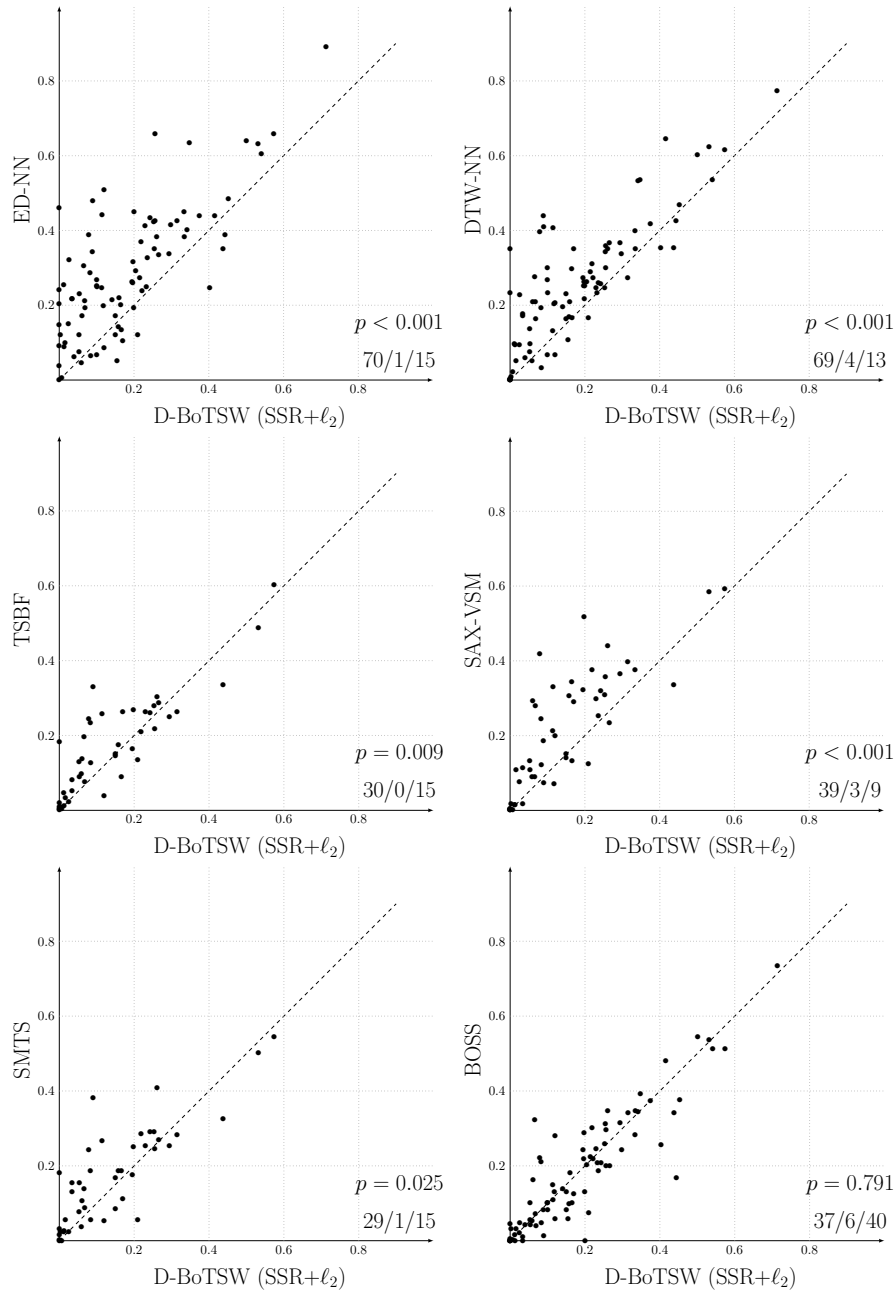 0.2 0.4 0.6 0.8
0.2
0.4
0.6
0.8
ED-NN
p < 0.001
70/1/15
D-BoTSW (SSR+ℓ₂)
0.2 0.4 0.6 0.8
0.2
0.4
0.6
0.8
DTW-NN
p < 0.001
69/4/13
D-BoTSW (SSR+ℓ₂)
0.2 0.4 0.6 0.8
0.2
0.4
0.6
0.8
TSBF
p = 0.009
30/0/15
D-BoTSW (SSR+ℓ₂)
0.2 0.4 0.6 0.8
0.2
0.4
0.6
0.8
SAX-VSM
p < 0.001
39/3/9
D-BoTSW (SSR+ℓ₂)
0.2 0.4 0.6 0.8
0.2
0.4
0.6
0.8
SMTS
p = 0.025
29/1/15
D-BoTSW (SSR+ℓ₂)
0.2 0.4 0.6 0.8
0.2
0.4
0.6
0.8
BOSS
p = 0.791
37/6/40
D-BoTSW (SSR+ℓ₂)